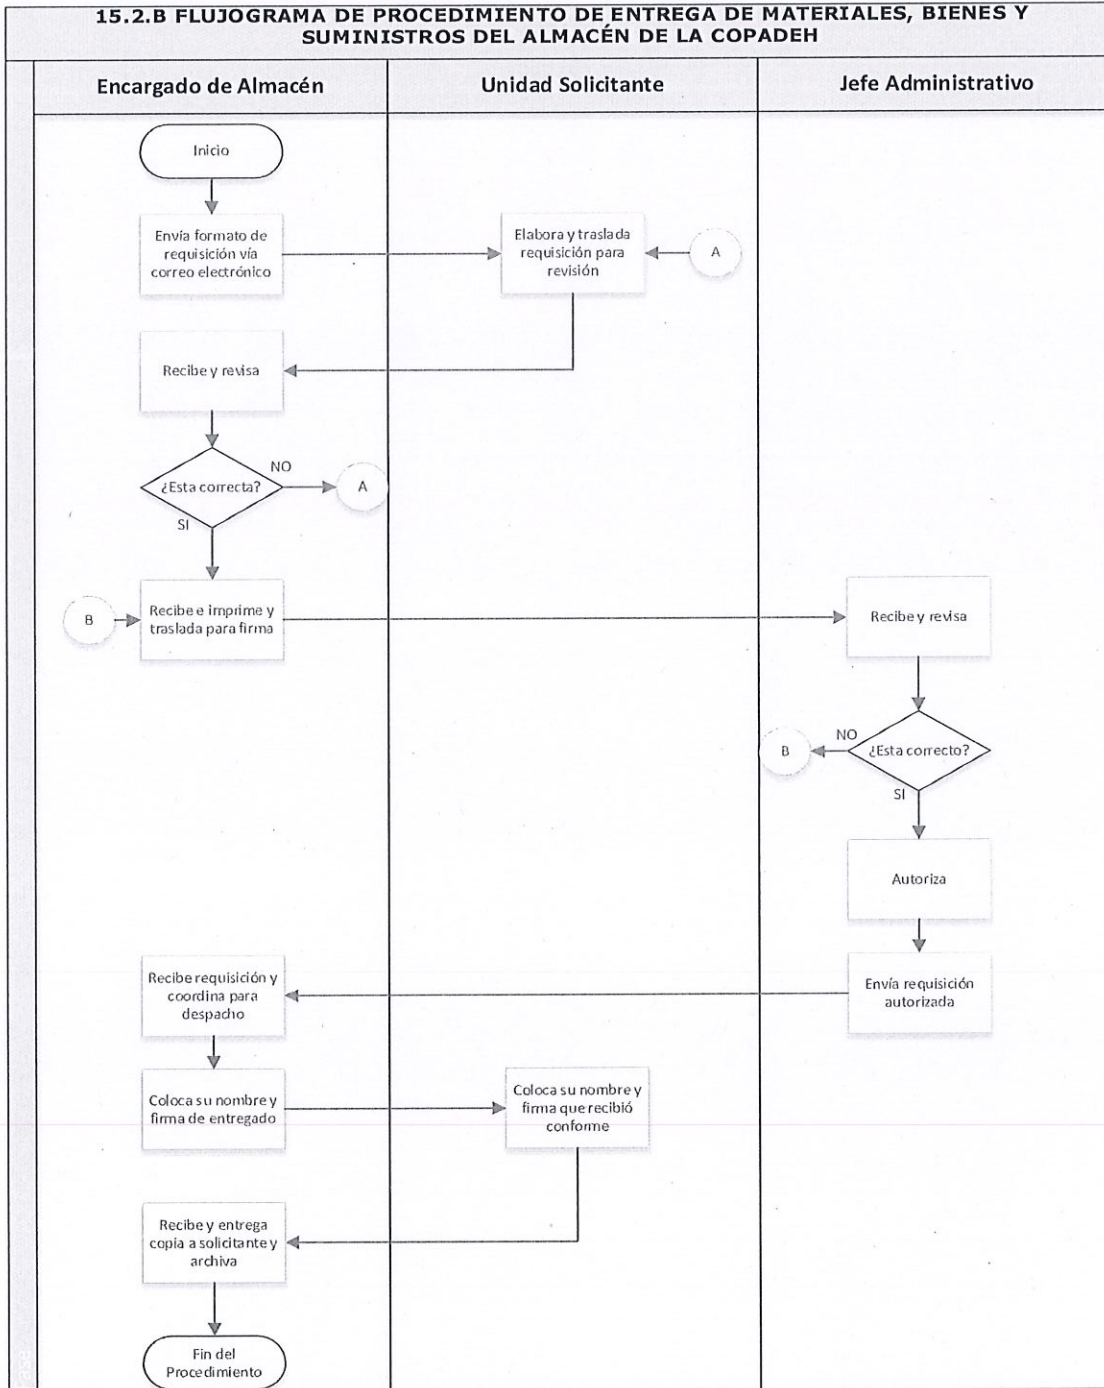 15.2.B FLUJOGRAMA DE PROCEDIMIENTO DE ENTREGA DE MATERIALES, BIENES Y
SUMINISTROS DEL ALMACÉN DE LA COPADEH
Encargado de Almacén
Unidad Solicitante
Jefe Administrativo
Inicio
Envía formato de
requisición vía
correo electrónico
Elabora y traslada
requisición para
revisión
A
Recibe y revisa
¿Esta correcta?
NO
A
SI
B
Recibe e imprime y
traslada para firma
Recibe y revisa
¿Esta correcto?
NO
B
SI
Autoriza
Envía requisición
autorizada
Recibe requisición y
coordina para
despacho
Coloca su nombre y
firma de entregado
Coloca su nombre y
firma que recibió
conforme
Recibe y entrega
copia a solicitante y
archiva
Fin del
Procedimiento
Fase